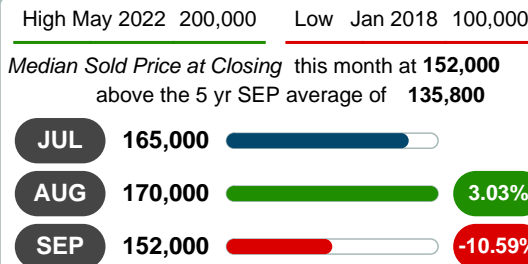 High May 2022 200,000 Low Jan 2018 100,000
Median Sold Price at Closing this month at 152,000
above the 5 yr SEP average of 135,800
JUL 165,000
AUG 170,000 3.03%
SEP 152,000 -10.59%